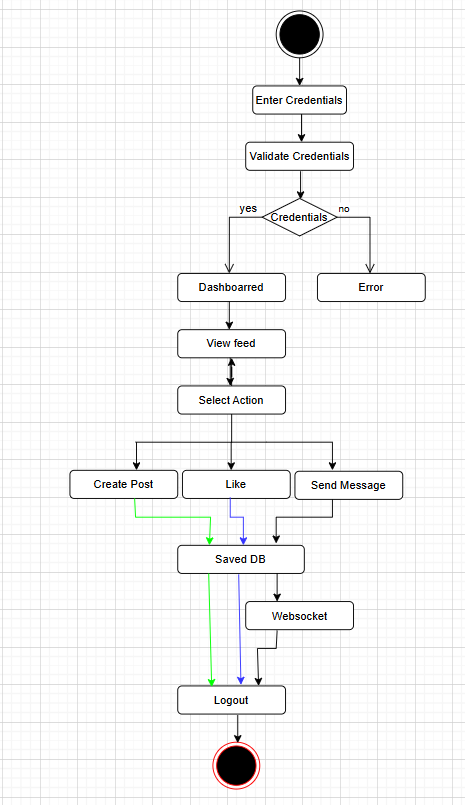 Enter Credentials
Validate Credentials
yes
no
Credentials
Dashboarred
Error
View feed
Select Action
Create Post
Like
Send Message
Saved DB
Websocket
Logout